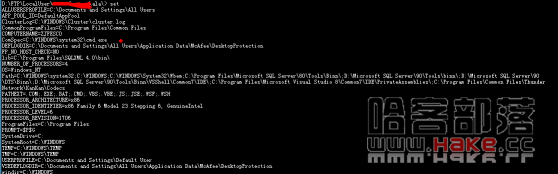 D:\FTP\LocalUser\ala\> set
ALLUSERSPROFILE=C:\Documents and Settings\All Users
APP_POOL_ID=DefaultAppPool
ClusterLog=C:\WINDOWS\Cluster\cluster.log
CommonProgramFiles=C:\Program Files\Common Files
COMPUTERNAME=
ComSpec=C:\WINDOWS\system32\cmd.exe
DEFLOGDIR=C:\Documents and Settings\All Users\Application Data\McAfee\DesktopProtection
FP_NO_HOST_CHECK=NO
lib=C:\Program Files\SQLXML 4.0\bin\
NUMBER_OF_PROCESSORS=4
OS=Windows_NT
Path=C:\WINDOWS\system32;C:\WINDOWS;C:\WINDOWS\System32\Wbem;C:\Program Files\Microsoft SQL Server\80\Tools\Binn\;D:\Microsoft SQL Server\90\Tools\binn\;D:\Microsoft SQL Server\90
\DTS\Binn\;D:\Microsoft SQL Server\90\Tools\Binn\VSShell\Common7\IDE\;C:\Program Files\Microsoft Visual Studio 8\Common7\IDE\PrivateAssemblies\;C:\Program Files\Common Files\Thunder
Network\KanKan\Codecs
PATHEXT=.COM;.EXE;.BAT;.CMD;.VBS;.VBE;.JS;.JSE;.WSF;.WSH
PROCESSOR_ARCHITECTURE=x86
PROCESSOR_IDENTIFIER=x86 Family 6 Model 23 Stepping 6, GenuineIntel
PROCESSOR_LEVEL=6
PROCESSOR_REVISION=1706
ProgramFiles=C:\Program Files
PROMPT=$P$G
SystemDrive=C:
SystemRoot=C:\WINDOWS
TEMP=C:\WINDOWS\TEMP
TMP=C:\WINDOWS\TEMP
USERPROFILE=C:\Documents and Settings\Default User
VSEDEFLOGDIR=C:\Documents and Settings\All Users\Application Data\McAfee\DesktopProtection
windir=C:\WINDOWS
哈客部落
www.Hake.cc